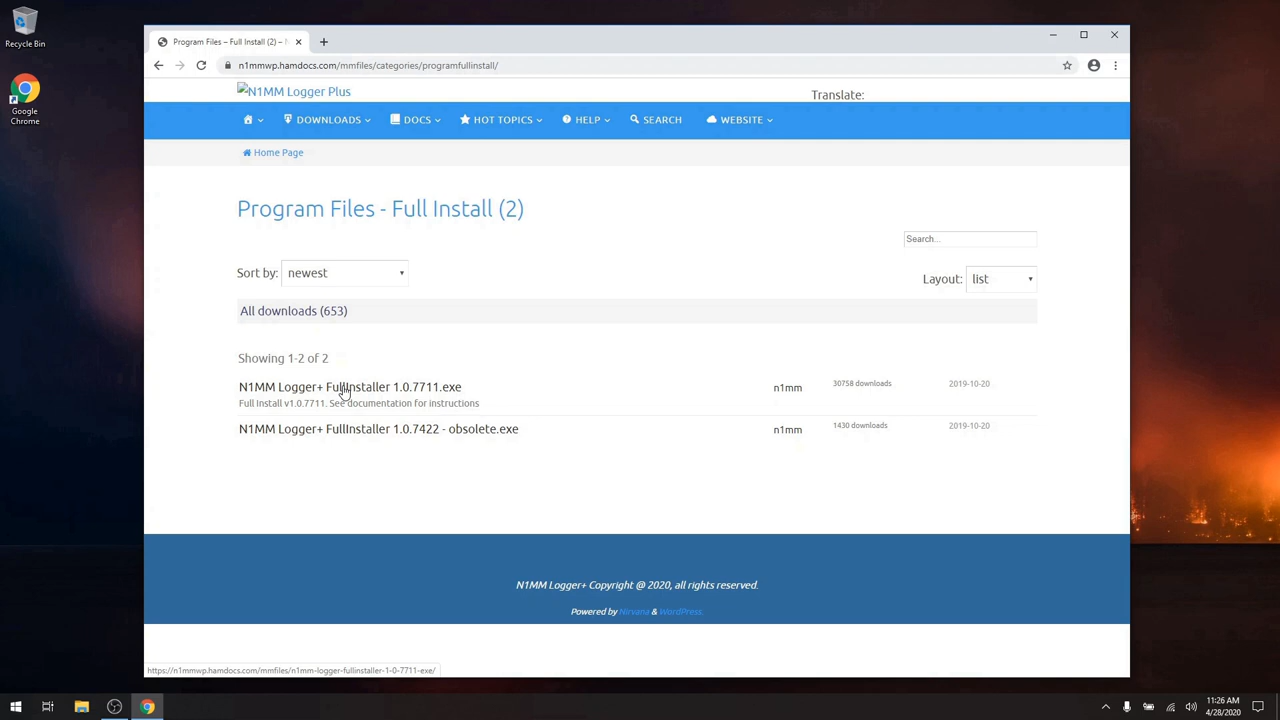 Recycle Bin
Google
Chrome
Program Files – Full Install (2) – N
n1mmwp.hamdocs.com/mmfiles/categories/programfullinstall/
N1MM Logger Plus
Translate:
DOWNLOADS
DOCS
HOT TOPICS
HELP
SEARCH
WEBSITE
Home Page
Program Files - Full Install (2)
Search...
Sort by:
newest
Layout:
list
All downloads (653)
Showing 1-2 of 2
N1MM Logger+ FullInstaller 1.0.7711.exe
n1mm
30758 downloads
2019-10-20
Full Install v1.0.7711. See documentation for instructions
N1MM Logger+ FullInstaller 1.0.7422 - obsolete.exe
n1mm
1430 downloads
2019-10-20
N1MM Logger+ Copyright @ 2020, all rights reserved.
Powered by Nirvana & WordPress.
https://n1mmwp.hamdocs.com/mmfiles/n1mm-logger-fullinstaller-1-0-7711-exe/
11:26 AM
4/28/2020